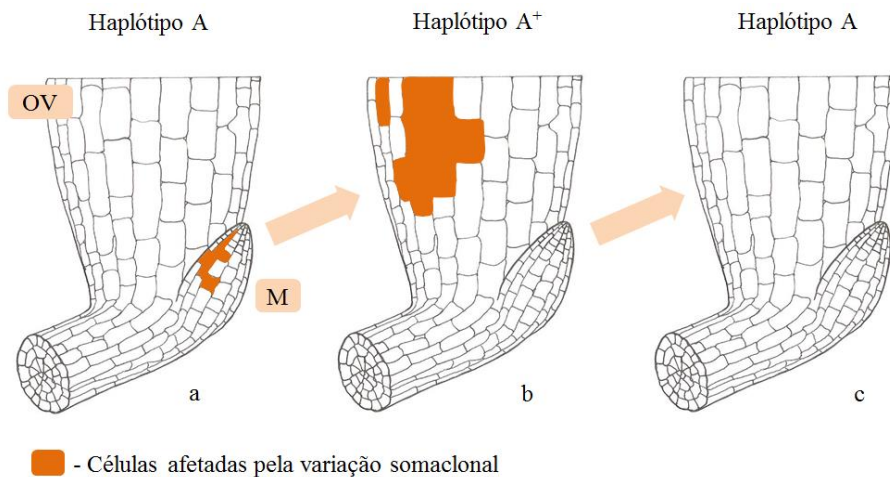 Haplótipo A
Haplótipo A⁺
Haplótipo A
OV
M
a
b
c
- Células afetadas pela variação somaclonal